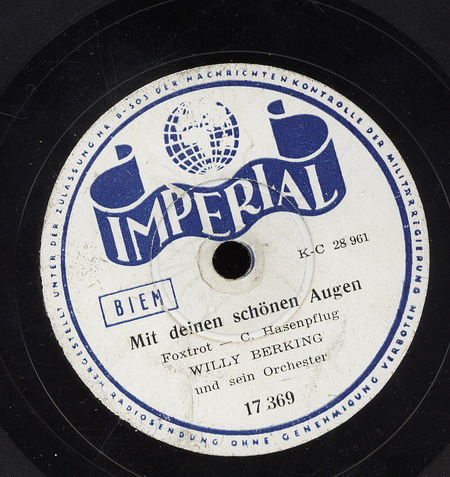 HERGESTELLT UNTER DER ZULASSUNG NR B-503 DER NACHRICHTENKONTROLLE DER MILITÄRREGIERUNG
RADIOSENDUNG OHNE GENEHMIGUNG VERBOTEN
IMPERIAL
K-C 28 961
BIEM
Mit deinen schönen Augen
Foxtrot - C. Hasenpflug
WILLY BERKING
und sein Orchester
17 369